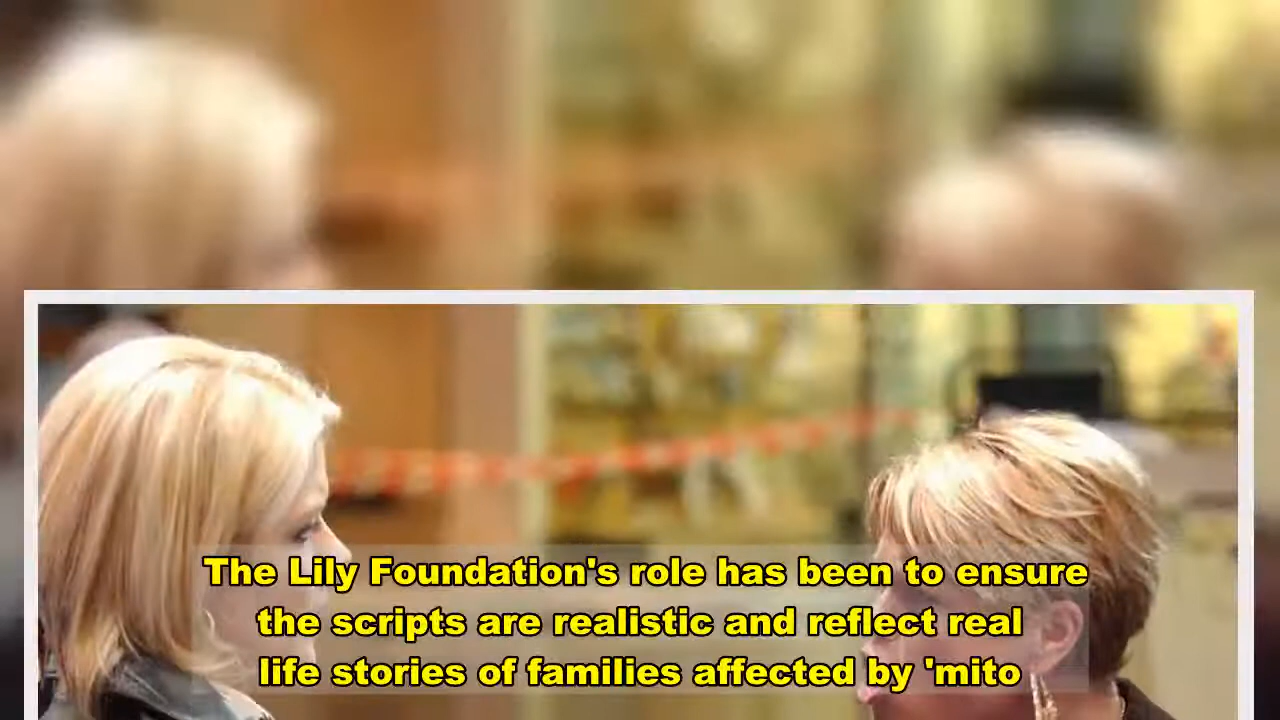 The Lily Foundation's role has been to ensure
the scripts are realistic and reflect real
life stories of families affected by 'mito